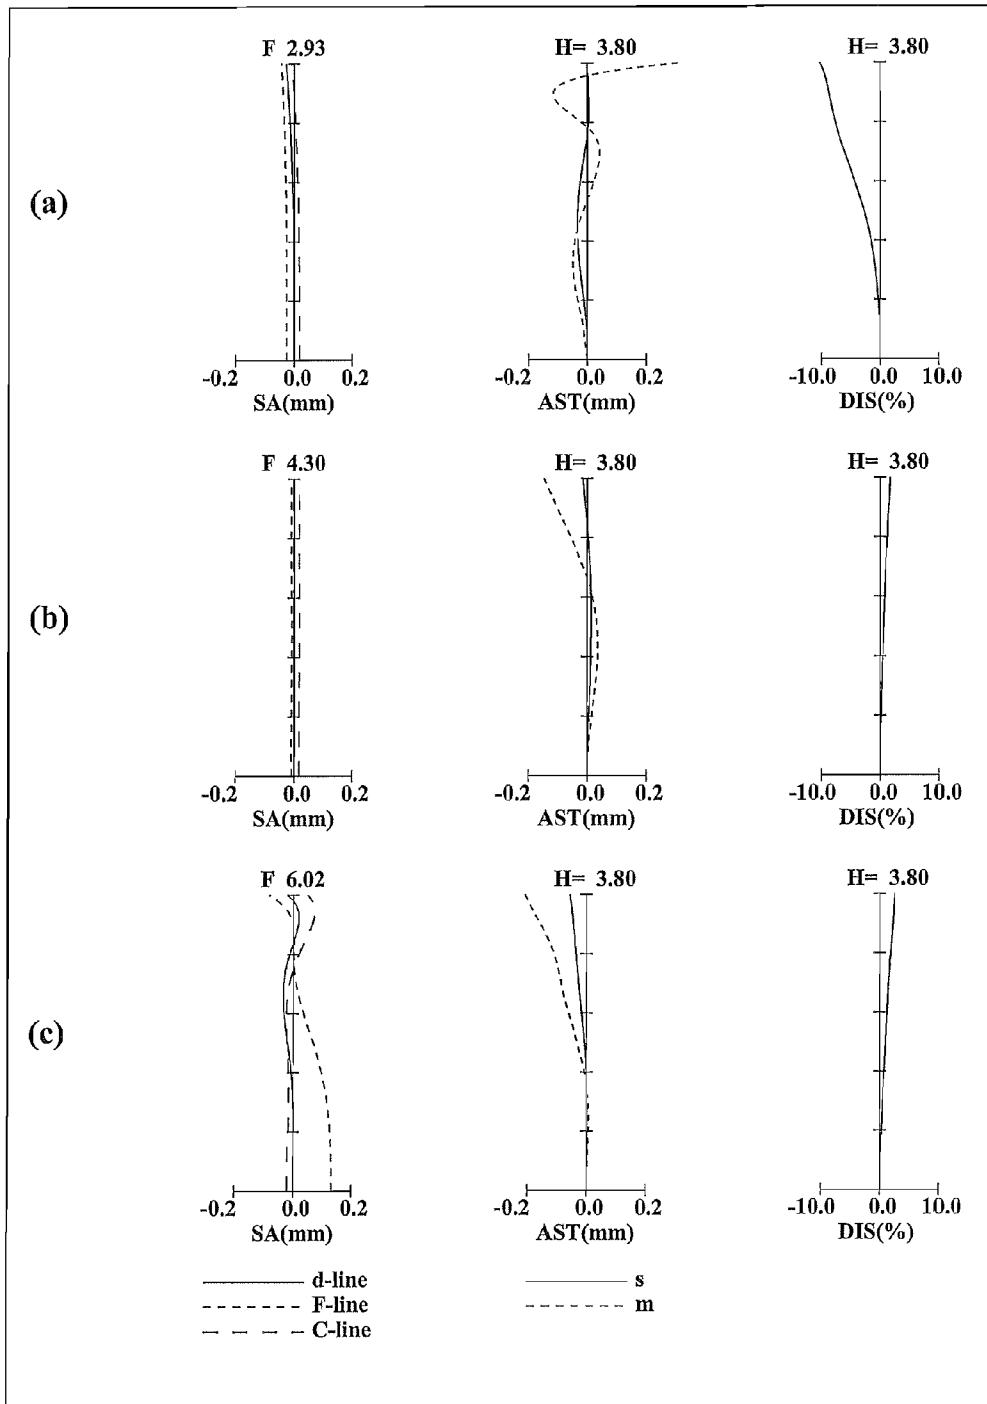 F 2.93 H= 3.80 H= 3.80
(a)
-0.2 0.0 0.2 -0.2 0.0 0.2 -10.0 0.0 10.0
SA(mm) AST(mm) DIS(%)
F 4.30 H= 3.80 H= 3.80
(b)
-0.2 0.0 0.2 -0.2 0.0 0.2 -10.0 0.0 10.0
SA(mm) AST(mm) DIS(%)
F 6.02 H= 3.80 H= 3.80
(c)
-0.2 0.0 0.2 -0.2 0.0 0.2 -10.0 0.0 10.0
SA(mm) AST(mm) DIS(%)
d-line s
F-line m
C-line